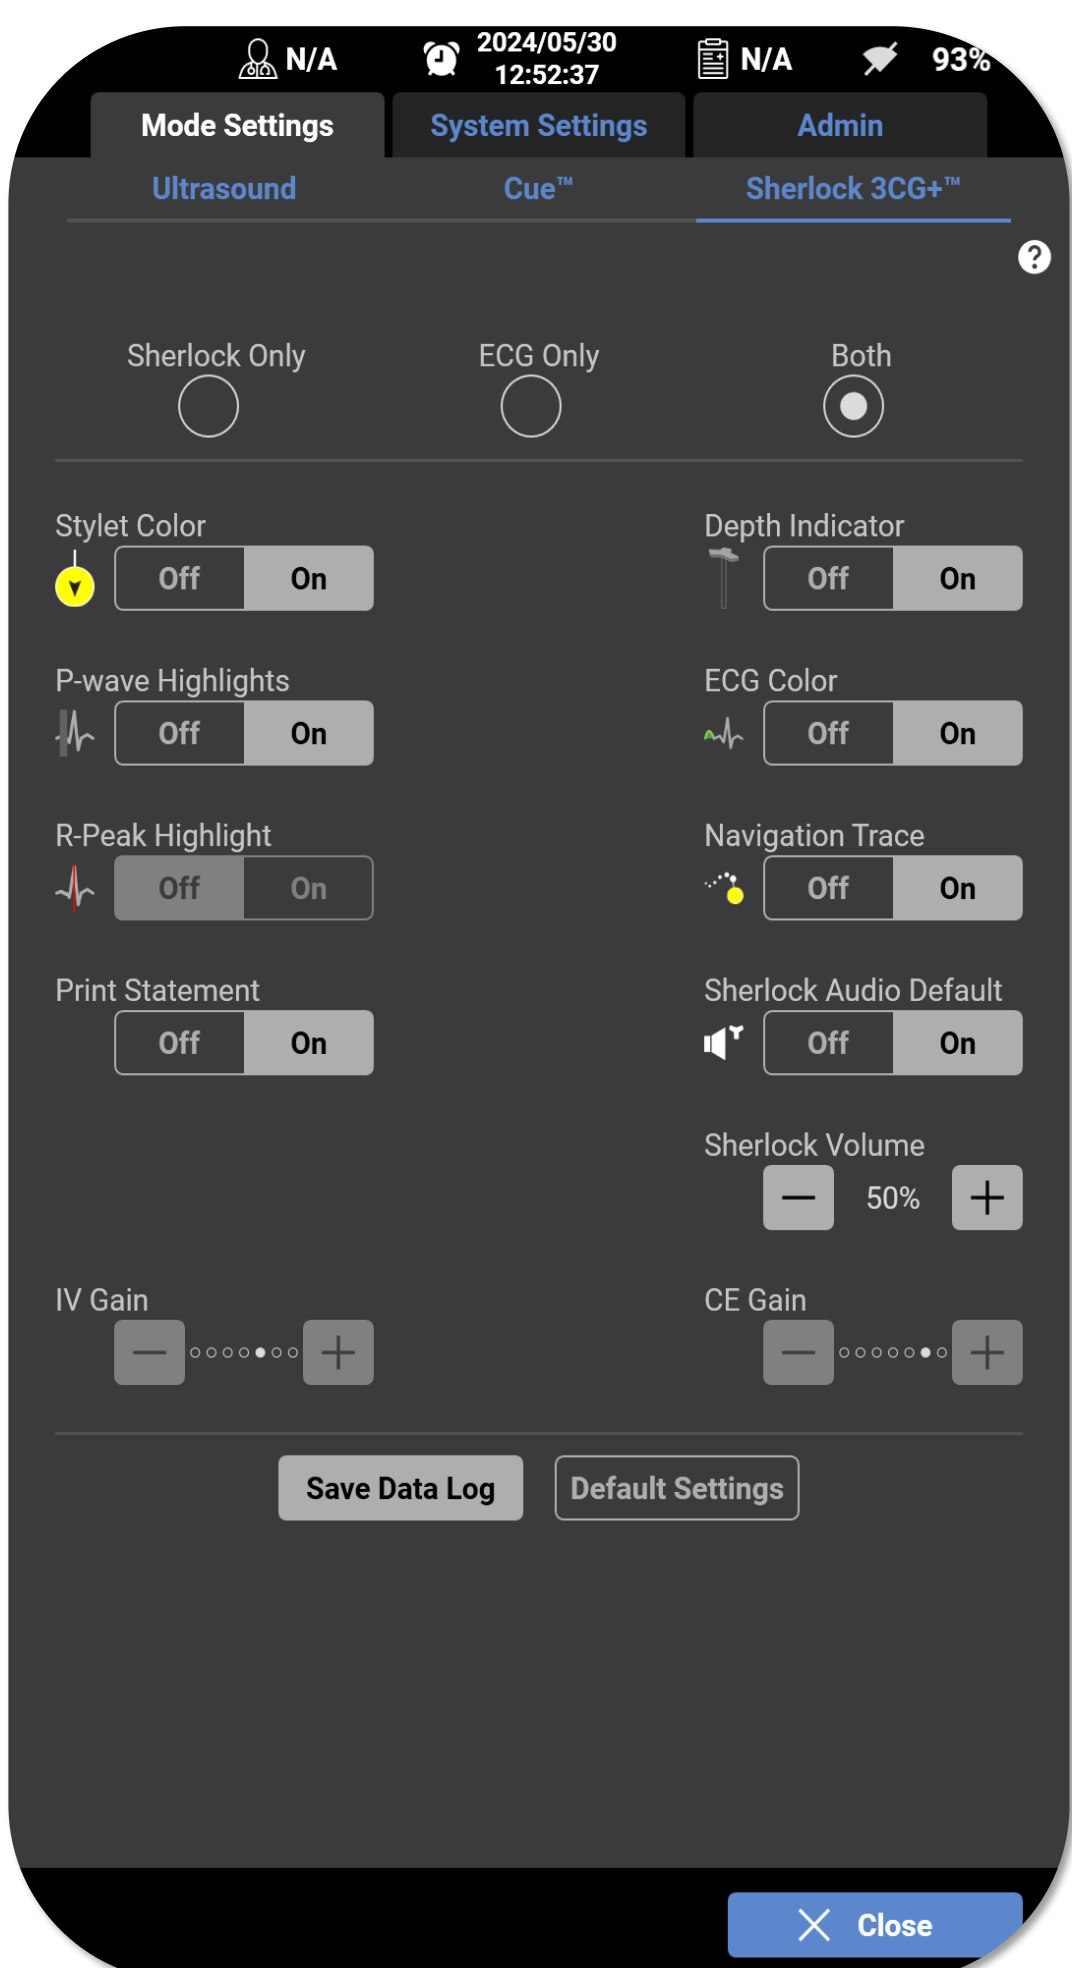 N/A 2024/05/30 N/A 93%
12:52:37
Mode Settings System Settings Admin
Ultrasound Cue™ Sherlock 3CG+™
?
Sherlock Only ECG Only Both
Stylet Color Depth Indicator
Off On Off On
P-wave Highlights ECG Color
Off On Off On
R-Peak Highlight Navigation Trace
Off On Off On
Print Statement Sherlock Audio Default
Off On Off On
Sherlock Volume
50%
IV Gain CE Gain
Save Data Log Default Settings
Close